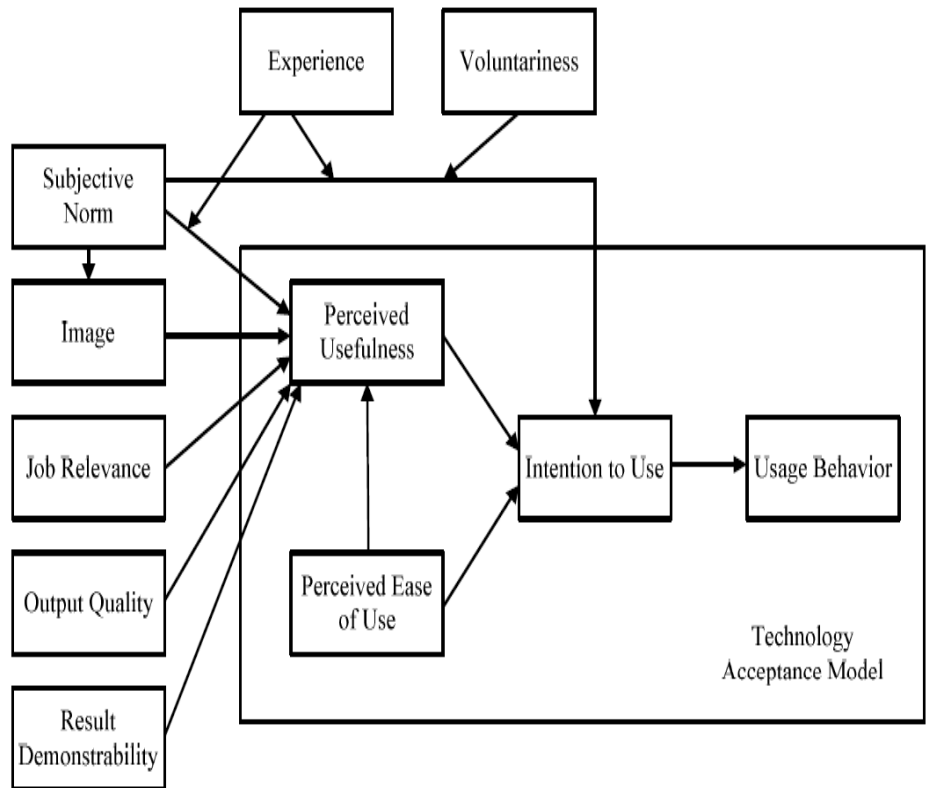 Experience
Voluntariness
Subjective
Norm
Image
Perceived
Usefulness
Job Relevance
Intention to Use
Usage Behavior
Output Quality
Perceived Ease
of Use
Technology
Acceptance Model
Result
Demonstrability